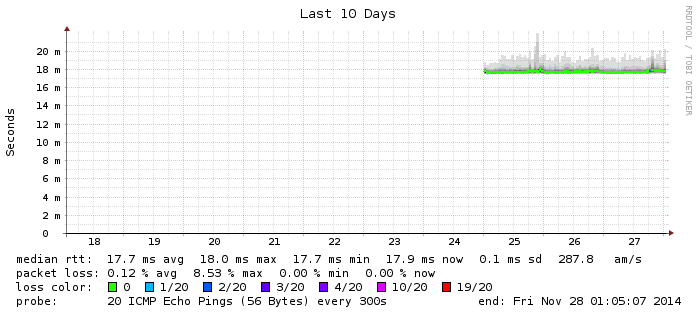 Last 10 Days
RRDTOOL / TOBI OETIKER
Seconds
20 m
18 m
16 m
14 m
12 m
10 m
8 m
6 m
4 m
2 m
0
18 19 20 21 22 23 24 25 26 27
median rtt: 17.7 ms avg 18.0 ms max 17.7 ms min 17.9 ms now 0.1 ms sd 287.8 am/s
packet loss: 0.12 % avg 8.53 % max 0.00 % min 0.00 % now
loss color: 0 1/20 2/20 3/20 4/20 10/20 19/20
probe: 20 ICMP Echo Pings (56 Bytes) every 300s end: Fri Nov 28 01:05:07 2014